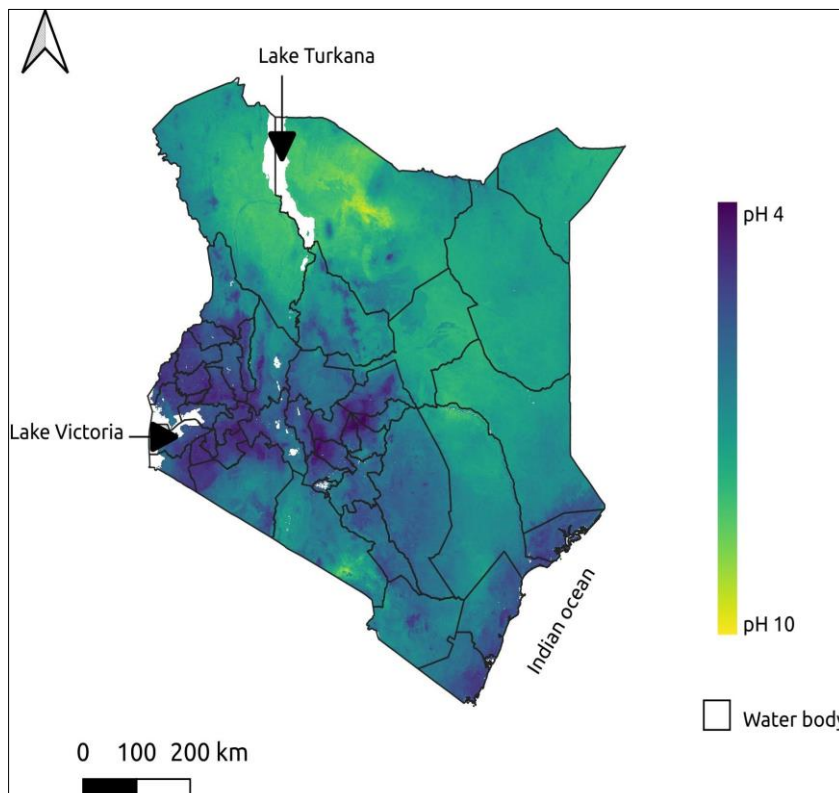 Lake Turkana
pH 4
Lake Victoria
Indian ocean
pH 10
Water body
0 100 200 km